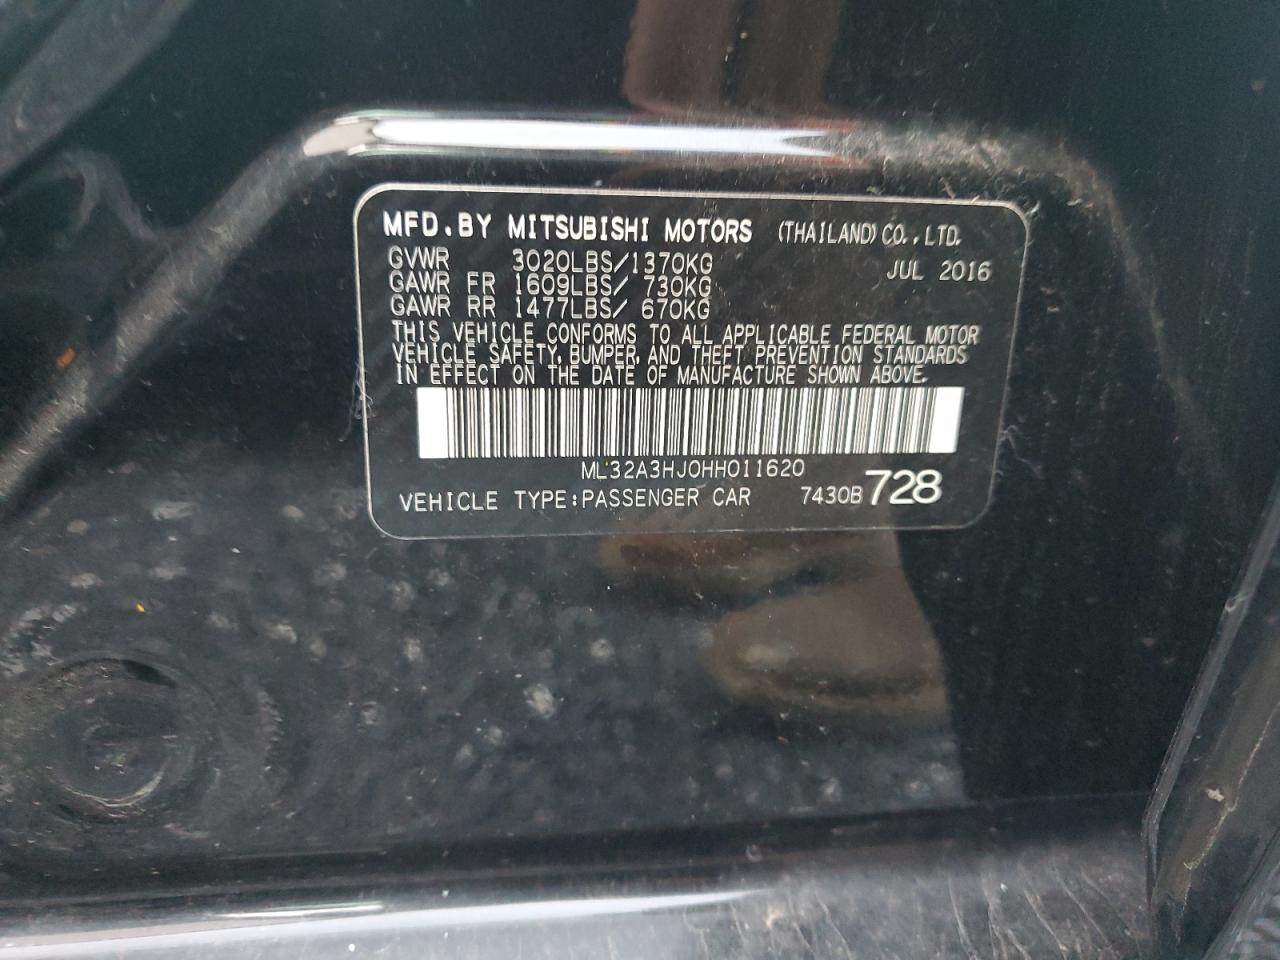 MFD.BY MITSUBISHI MOTORS (THAILAND) CO.,LTD.
GVWR 3020LBS/1370KG JUL 2016
GAWR FR 1609LBS/ 730KG
GAWR RR 1477LBS/ 670KG
THIS VEHICLE CONFORMS TO ALL APPLICABLE FEDERAL MOTOR
VEHICLE SAFETY, BUMPER, AND THEFT PREVENTION STANDARDS
IN EFFECT ON THE DATE OF MANUFACTURE SHOWN ABOVE.
ML32A3HJ0HH011620
VEHICLE TYPE:PASSENGER CAR 7430B 728